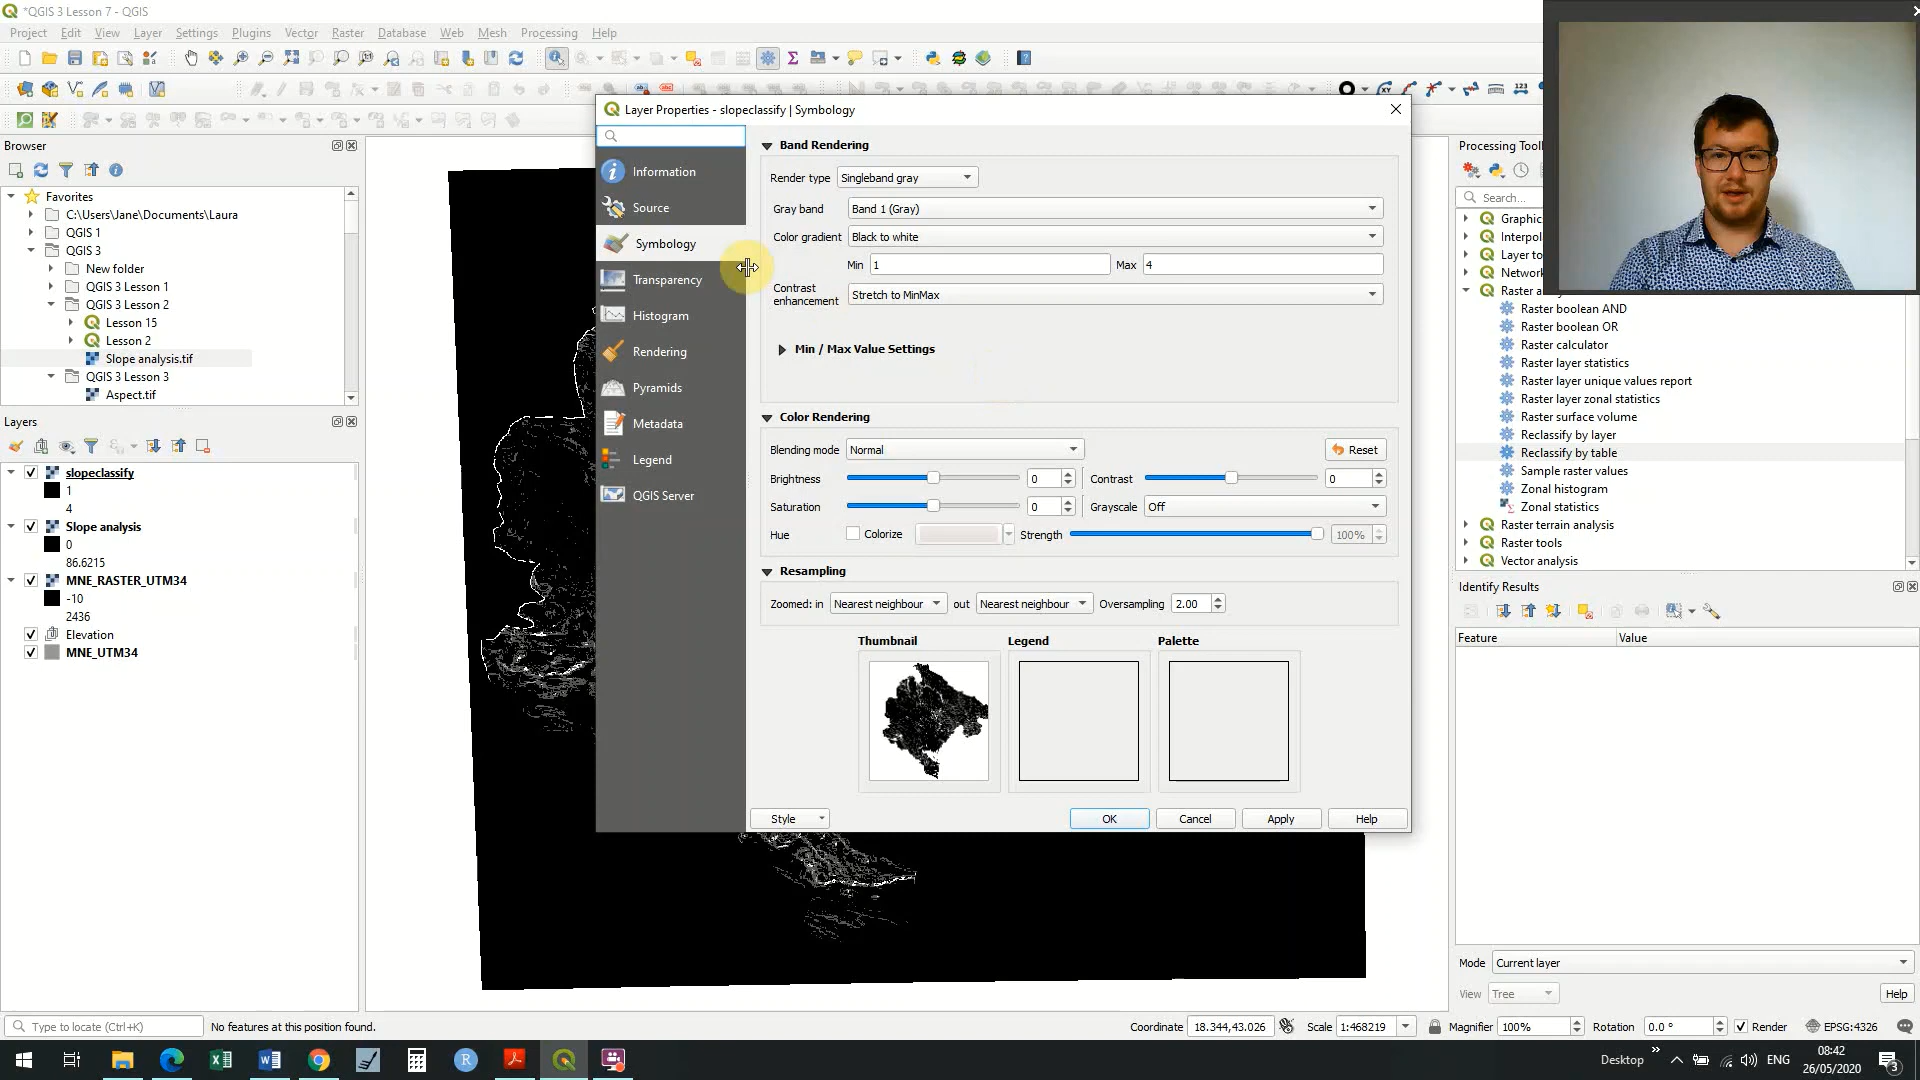 *QGIS 3 Lesson 7 - QGIS
Project Edit View Layer Settings Plugins Vector Raster Database Web Mesh Processing Help
Browser
Favorites
C:\Users\Jane\Documents\Laura
QGIS 1
QGIS 3
New folder
QGIS 3 Lesson 1
QGIS 3 Lesson 2
Lesson 15
Lesson 2
Slope analysis.tif
QGIS 3 Lesson 3
Aspect.tif
Layers
slopeclassify
1
4
Slope analysis
0
86.6215
MNE_RASTER_UTM34
-10
2436
Elevation
MNE_UTM34
Layer Properties - slopeclassify | Symbology
Information
Source
Symbology
Transparency
Histogram
Rendering
Pyramids
Metadata
Legend
QGIS Server
Band Rendering
Render type Singleband gray
Gray band Band 1 (Gray)
Color gradient Black to white
Min 1 Max 4
Contrast
enhancement Stretch to MinMax
Min / Max Value Settings
Color Rendering
Blending mode Normal Reset
Brightness 0 Contrast 0
Saturation 0 Grayscale Off
Hue Colorize Strength 100%
Resampling
Zoomed: in Nearest neighbour out Nearest neighbour Oversampling 2.00
Thumbnail Legend Palette
Style OK Cancel Apply Help
Processing Tool
Search...
Graphic
Interpol
Layer to
Network
Raster a
Raster boolean AND
Raster boolean OR
Raster calculator
Raster layer statistics
Raster layer unique values report
Raster layer zonal statistics
Raster surface volume
Reclassify by layer
Reclassify by table
Sample raster values
Zonal histogram
Zonal statistics
Raster terrain analysis
Raster tools
Vector analysis
Identify Results
Feature Value
Mode Current layer
View Tree Help
Type to locate (Ctrl+K) No features at this position found. Coordinate 18.344,43.026 Scale 1:468219 Magnifier 100% Rotation 0.0 ° Render EPSG:4326
Desktop ENG 08:42
26/05/2020 3